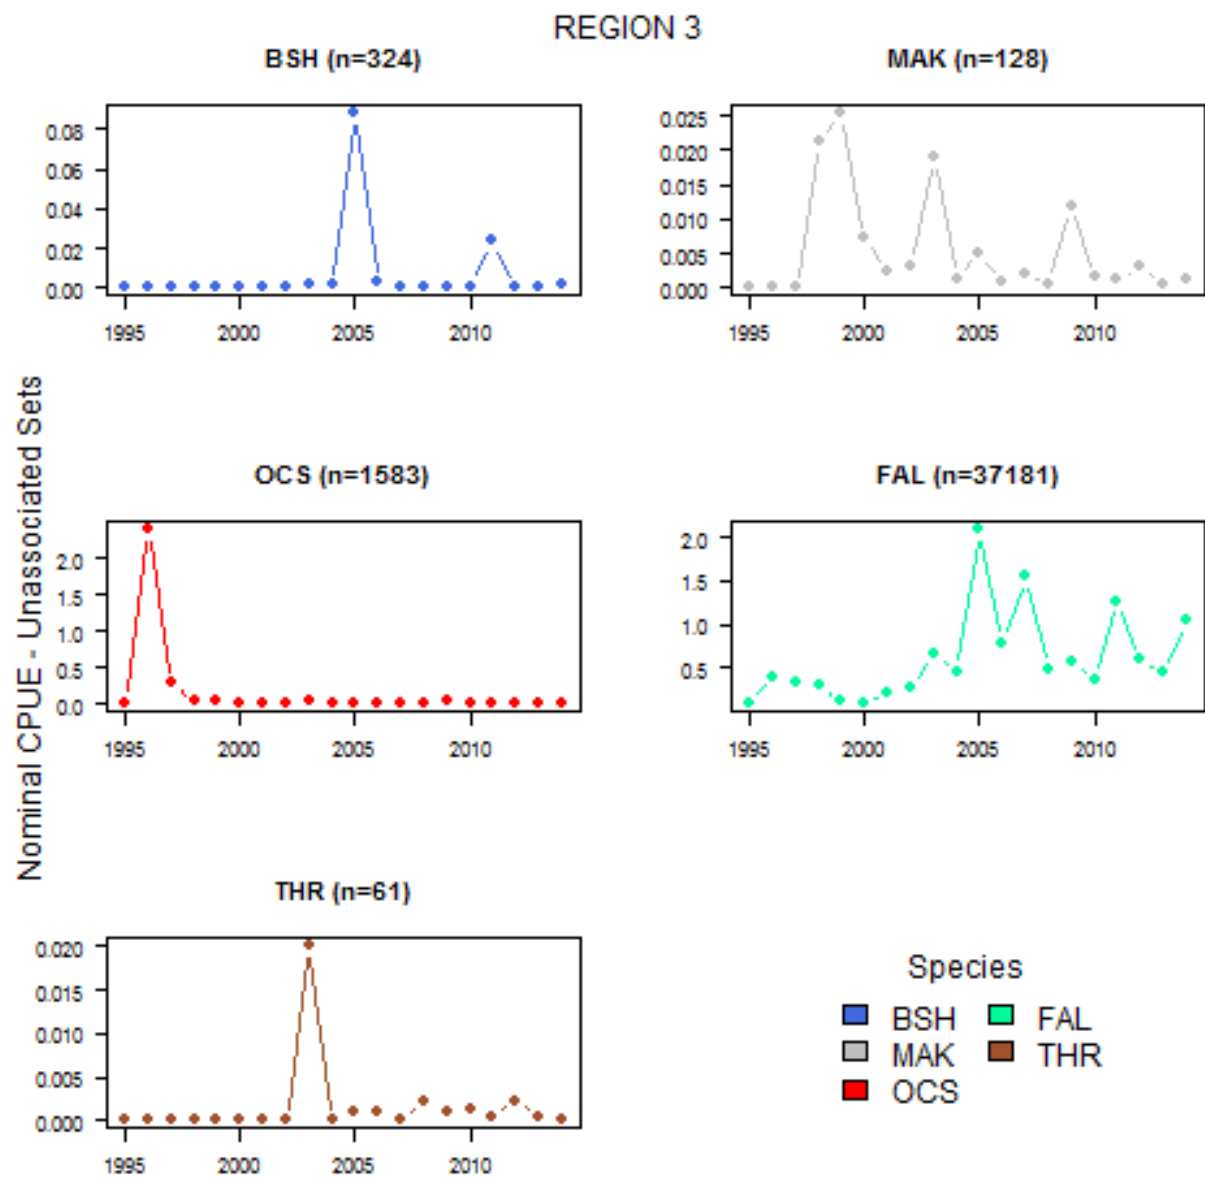 REGION 3
BSH (n=324)
0.08
0.06
0.04
0.02
0.00
1995 2000 2005 2010
MAK (n=128)
0.025
0.020
0.015
0.010
0.005
0.000
1995 2000 2005 2010
Nominal CPUE - Unassociated Sets
OCS (n=1583)
2.0
1.5
1.0
0.5
0.0
1995 2000 2005 2010
FAL (n=37181)
2.0
1.5
1.0
0.5
1995 2000 2005 2010
THR (n=61)
0.020
0.015
0.010
0.005
0.000
1995 2000 2005 2010
Species
BSH FAL
MAK THR
OCS